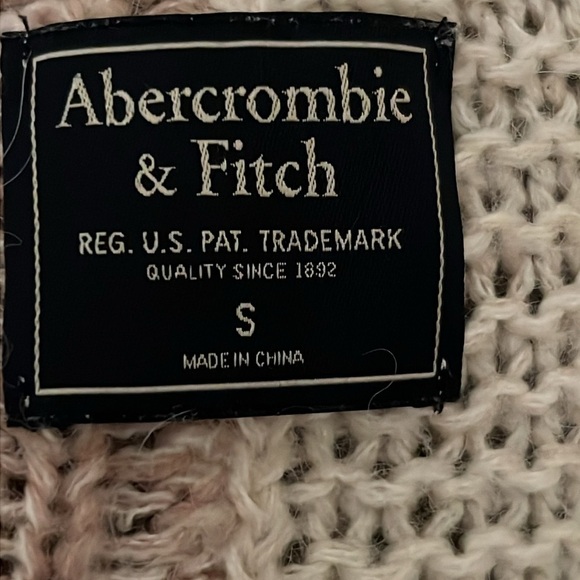 Abercrombie
& Fitch
REG. U.S. PAT. TRADEMARK
QUALITY SINCE 1892
S
MADE IN CHINA